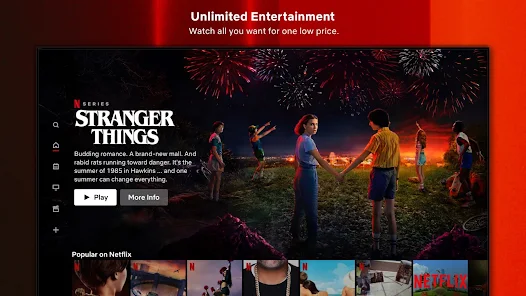 Unlimited Entertainment
Watch all you want for one low price.
N SERIES
STRANGER
THINGS
Budding romance. A brand-new mall. And
rabid rats running toward danger. It's the
summer of 1985 in Hawkins ... and one
summer can change everything.
Play
More Info
Popular on Netflix
N
N
N
N
N
N
NETFLIX